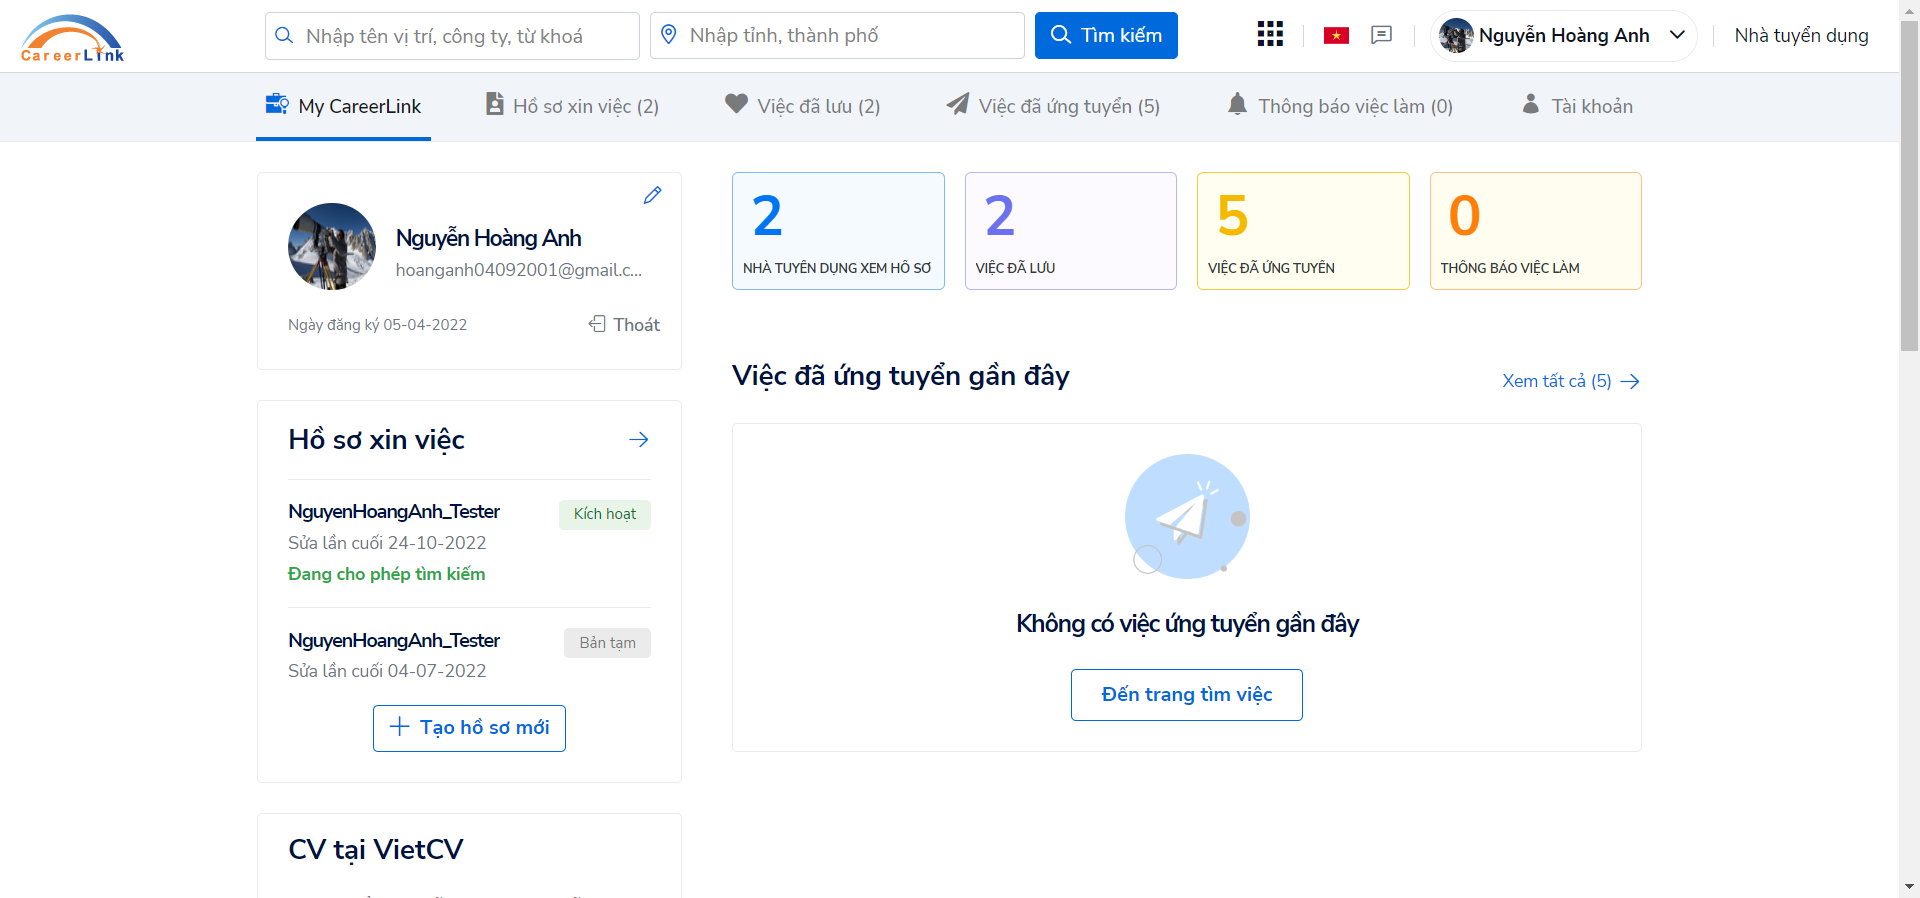 CareerLink
Nhập tên vị trí, công ty, từ khoá
Nhập tỉnh, thành phố
Tìm kiếm
Nguyễn Hoàng Anh
Nhà tuyển dụng
My CareerLink
Hồ sơ xin việc (2)
Việc đã lưu (2)
Việc đã ứng tuyển (5)
Thông báo việc làm (0)
Tài khoản
Nguyễn Hoàng Anh
hoanganh04092001@gmail.c...
Ngày đăng ký 05-04-2022
Thoát
2
NHÀ TUYỂN DỤNG XEM HỒ SƠ
2
VIỆC ĐÃ LƯU
5
VIỆC ĐÃ ỨNG TUYỂN
0
THÔNG BÁO VIỆC LÀM
Hồ sơ xin việc
NguyenHoangAnh_Tester
Kích hoạt
Sửa lần cuối 24-10-2022
Đang cho phép tìm kiếm
NguyenHoangAnh_Tester
Bản tạm
Sửa lần cuối 04-07-2022
Tạo hồ sơ mới
CV tại VietCV
Việc đã ứng tuyển gần đây
Xem tất cả (5)
Không có việc ứng tuyển gần đây
Đến trang tìm việc